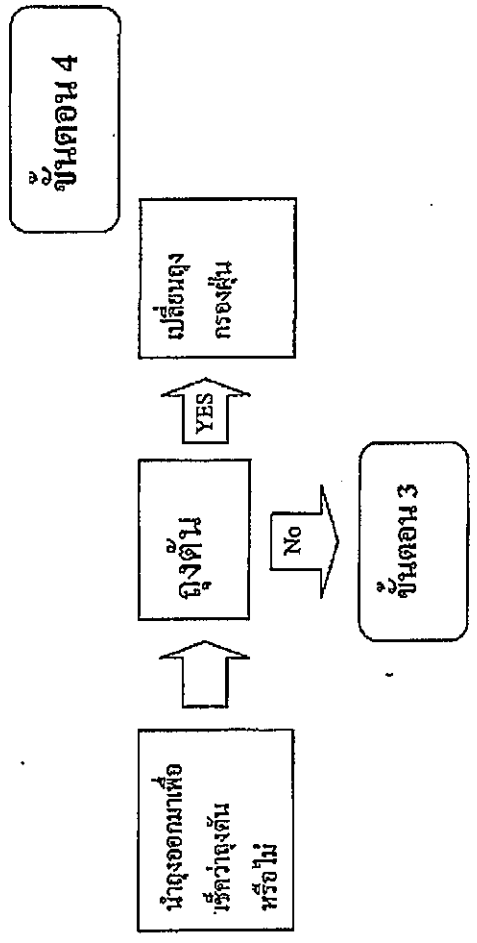 ขั้นตอน 4
นำถุงออกมาเพื่อ
เช็คว่าถุงตัน
หรือไม่
ถุงตัน
YES
เปลี่ยนถุง
กรองฝุ่น
No
ขั้นตอน 3